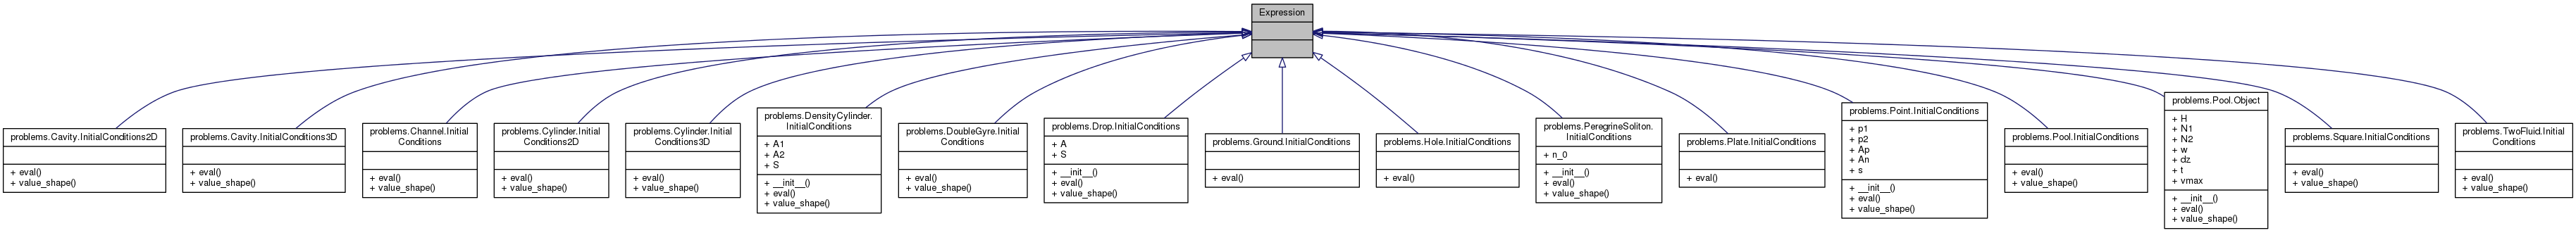 Expression
problems.Cavity.InitialConditions2D
+ eval()
+ value_shape()
problems.Cavity.InitialConditions3D
+ eval()
+ value_shape()
problems.Channel.Initial
Conditions
+ eval()
+ value_shape()
problems.Cylinder.Initial
Conditions2D
+ eval()
+ value_shape()
problems.Cylinder.Initial
Conditions3D
+ eval()
+ value_shape()
problems.DensityCylinder.
InitialConditions
+ A1
+ A2
+ S
+ __init__()
+ eval()
+ value_shape()
problems.DoubleGyre.Initial
Conditions
+ eval()
+ value_shape()
problems.Drop.InitialConditions
+ A
+ S
+ __init__()
+ eval()
+ value_shape()
problems.Ground.InitialConditions
+ eval()
problems.Hole.InitialConditions
+ eval()
problems.PeregrineSoliton.
InitialConditions
+ n_0
+ __init__()
+ eval()
+ value_shape()
problems.Plate.InitialConditions
+ eval()
problems.Point.InitialConditions
+ p1
+ p2
+ Ap
+ An
+ s
+ __init__()
+ eval()
+ value_shape()
problems.Pool.InitialConditions
+ eval()
+ value_shape()
problems.Pool.Object
+ H
+ N1
+ N2
+ w
+ dz
+ t
+ vmax
+ __init__()
+ eval()
+ value_shape()
problems.Square.InitialConditions
+ eval()
+ value_shape()
problems.TwoFluid.Initial
Conditions
+ eval()
+ value_shape()